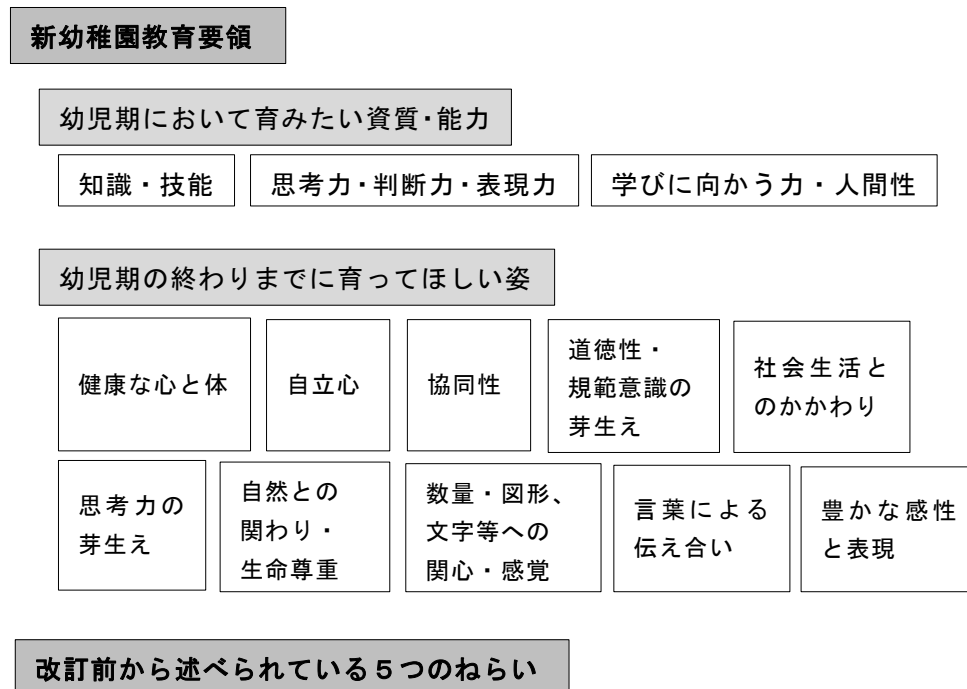 新幼稚園教育要領
幼児期において育みたい資質・能力
知識・技能
思考力・判断力・表現力
学びに向かう力・人間性
幼児期の終わりまでに育ってほしい姿
健康な心と体
自立心
協同性
道徳性・
規範意識の
芽生え
社会生活と
のかかわり
思考力の
芽生え
自然との
関わり・
生命尊重
数量・図形、
文字等への
関心・感覚
言葉による
伝え合い
豊かな感性
と表現
改訂前から述べられている５つのねらい